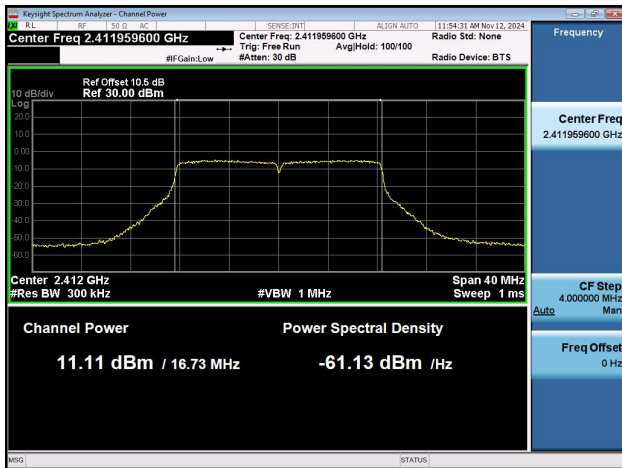 Keysight Spectrum Analyzer - Channel Power
RL RF 50 Ω AC SENSE:INT ALIGN AUTO 11:54:31 AM Nov 12, 2024
Center Freq 2.411959600 GHz
Center Freq: 2.411959600 GHz
Radio Std: None
Trig: Free Run Avg|Hold: 100/100
#IFGain:Low
#Atten: 30 dB
Radio Device: BTS
Frequency
Ref Offset 10.5 dB
10 dB/div Ref 30.00 dBm
Log
20.0
10.0
0.00
-10.0
-20.0
-30.0
-40.0
-50.0
-60.0
Center Freq
2.411959600 GHz
Center 2.412 GHz Span 40 MHz
#Res BW 300 kHz #VBW 1 MHz Sweep 1 ms
CF Step
4.000000 MHz
Auto Man
Channel Power Power Spectral Density
11.11 dBm / 16.73 MHz -61.13 dBm /Hz
Freq Offset
0 Hz
MSG STATUS